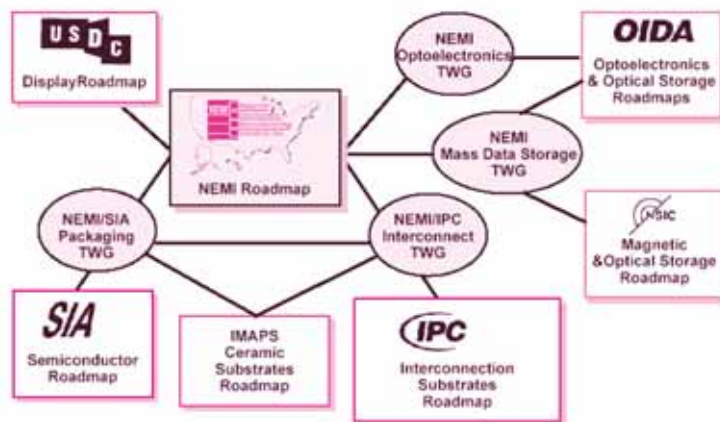 USDC
DisplayRoadmap
NEMI
Optoelectronics
TWG
OIDA
Optoelectronics
& Optical Storage
Roadmaps
NEMI
NEMI Roadmap
NEMI
Mass Data Storage
TWG
NEMI/SIA
Packaging
TWG
NEMI/IPC
Interconnect
TWG
NSIC
Magnetic
&Optical Storage
Roadmap
SIA
Semiconductor
Roadmap
IMAPS
Ceramic
Substrates
Roadmap
IPC
Interconnection
Substrates
Roadmap